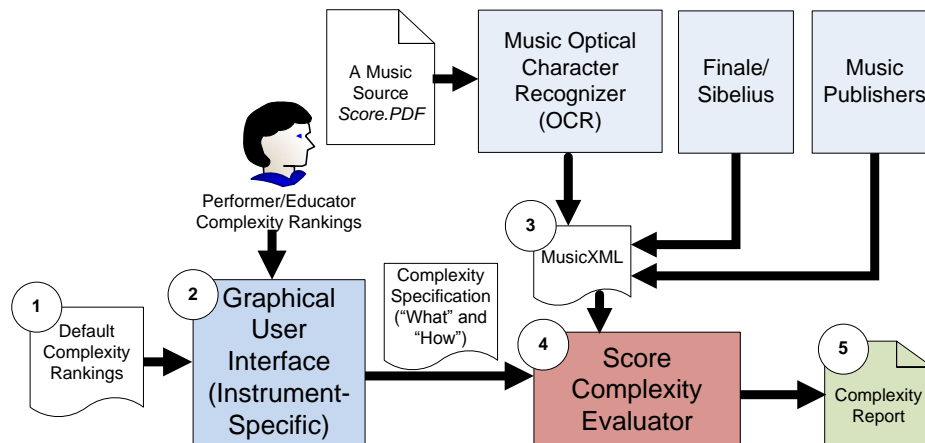 A Music
Source
Score.PDF
Music Optical
Character
Recognizer
(OCR)
Finale/
Sibelius
Music
Publishers
Performer/Educator
Complexity Rankings
3
MusicXML
1
Default
Complexity
Rankings
2
Graphical
User
Interface
(Instrument-
Specific)
Complexity
Specification
(“What” and
“How”)
4
Score
Complexity
Evaluator
5
Complexity
Report